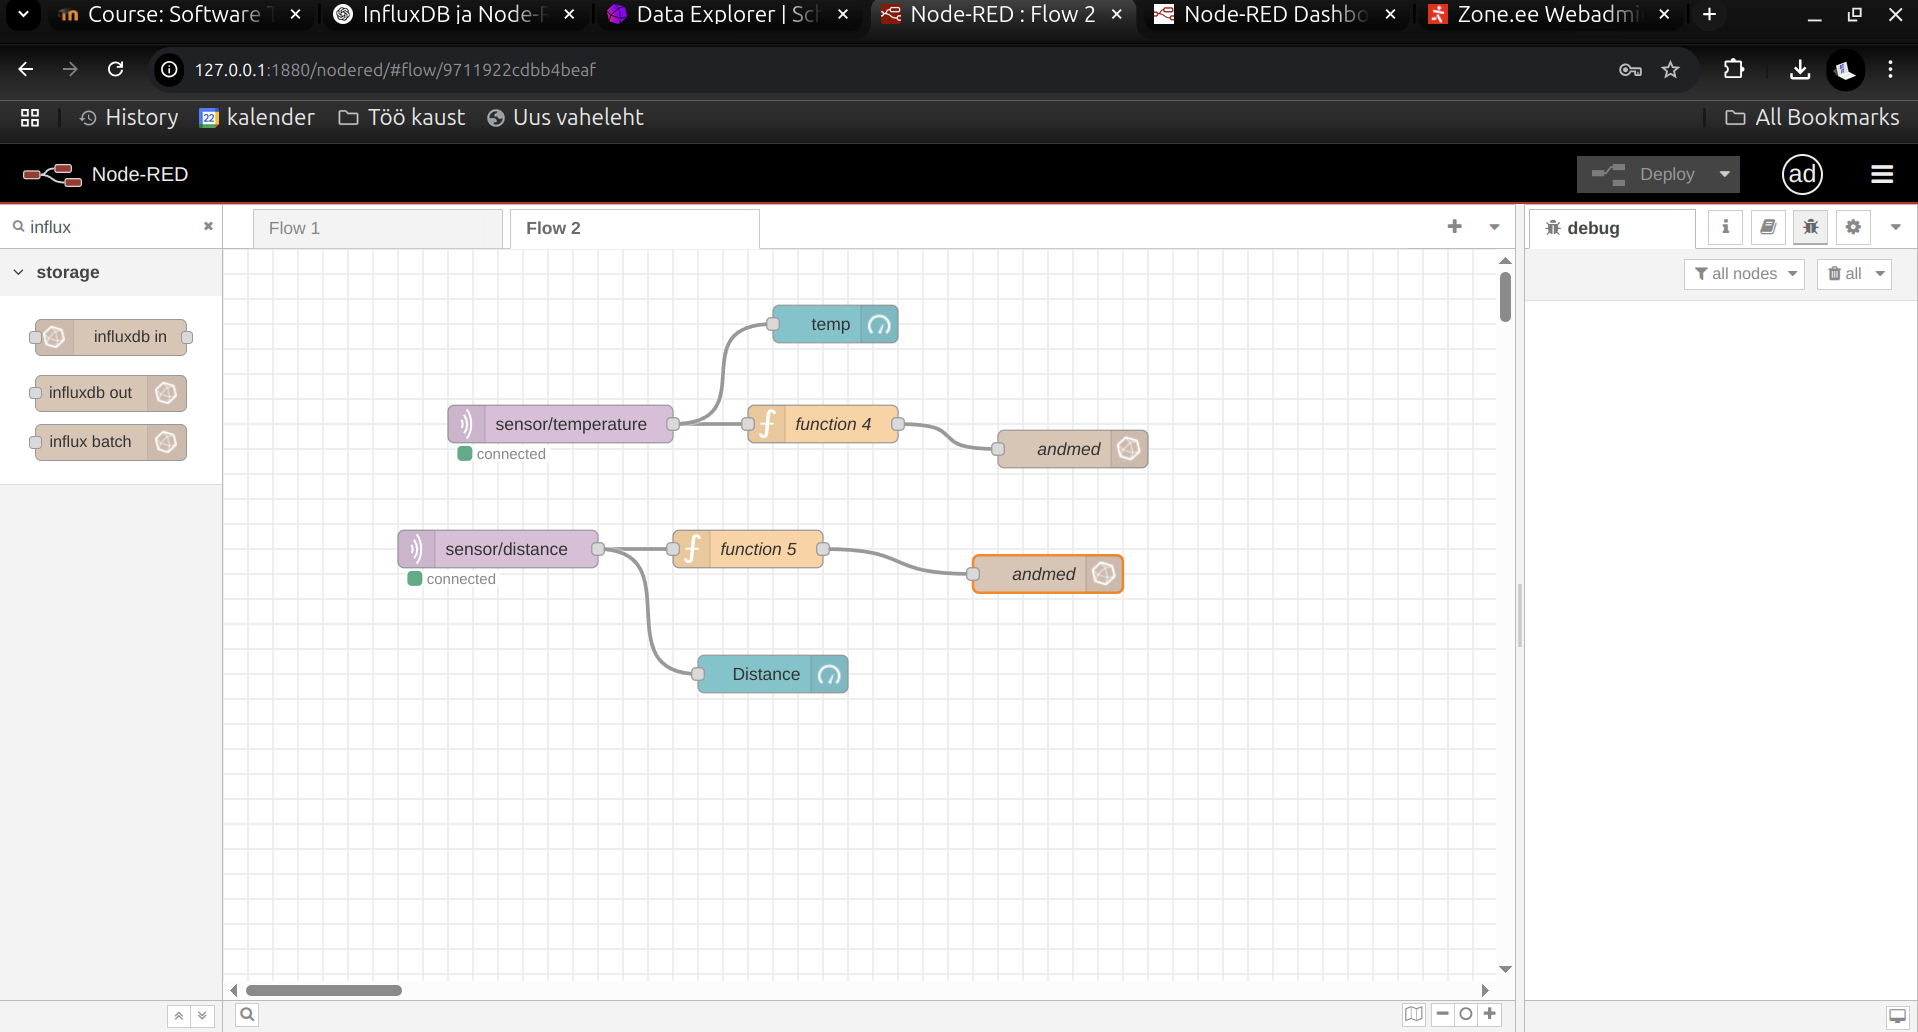 Course: Software T
InfluxDB ja Node-R
Data Explorer | Sch
Node-RED : Flow 2
Node-RED Dashbo
Zone.ee Webadmi
127.0.0.1:1880/nodered/#flow/9711922cdbb4beaf
History
kalender
Töö kaust
Uus vaheleht
All Bookmarks
Node-RED
Deploy
ad
influx
Flow 1
Flow 2
debug
storage
all nodes
all
influxdb in
influxdb out
influx batch
temp
sensor/temperature
function 4
andmed
connected
sensor/distance
function 5
andmed
connected
Distance